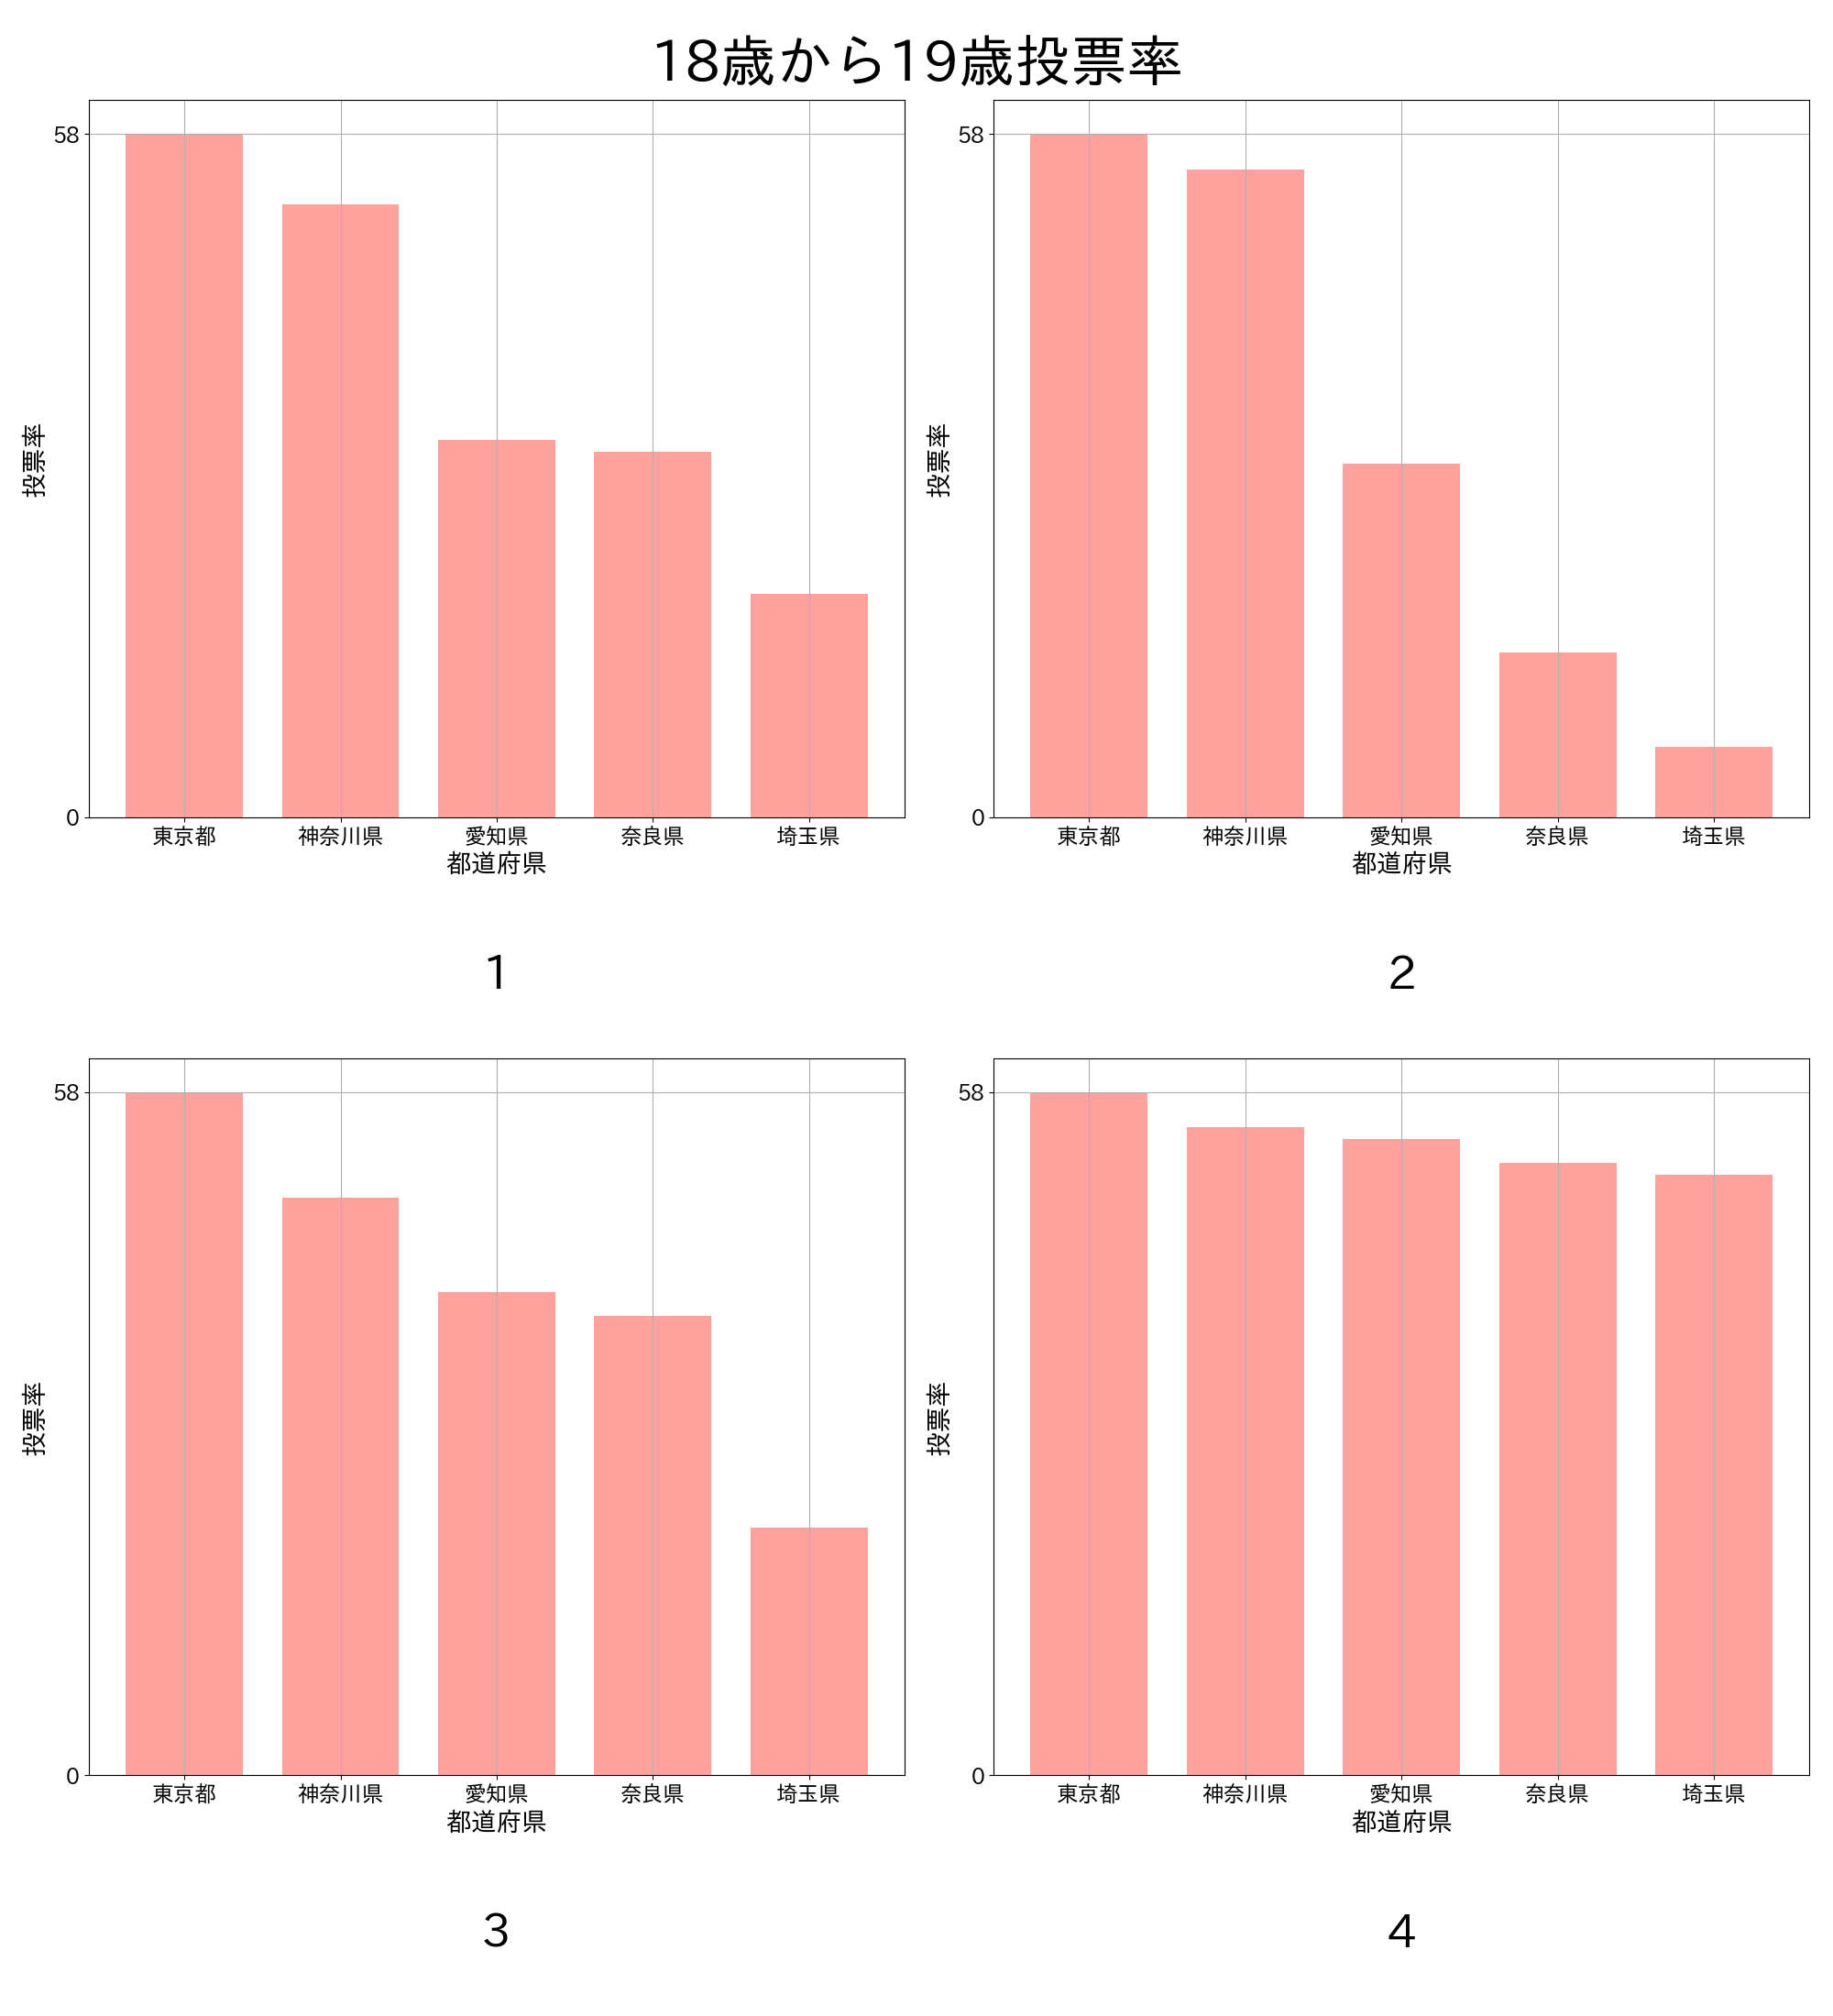 18歳から19歳投票率
58
0
投票率
東京都 神奈川県 愛知県 奈良県 埼玉県
都道府県
1
58
0
投票率
東京都 神奈川県 愛知県 奈良県 埼玉県
都道府県
2
58
0
投票率
東京都 神奈川県 愛知県 奈良県 埼玉県
都道府県
3
58
0
投票率
東京都 神奈川県 愛知県 奈良県 埼玉県
都道府県
4